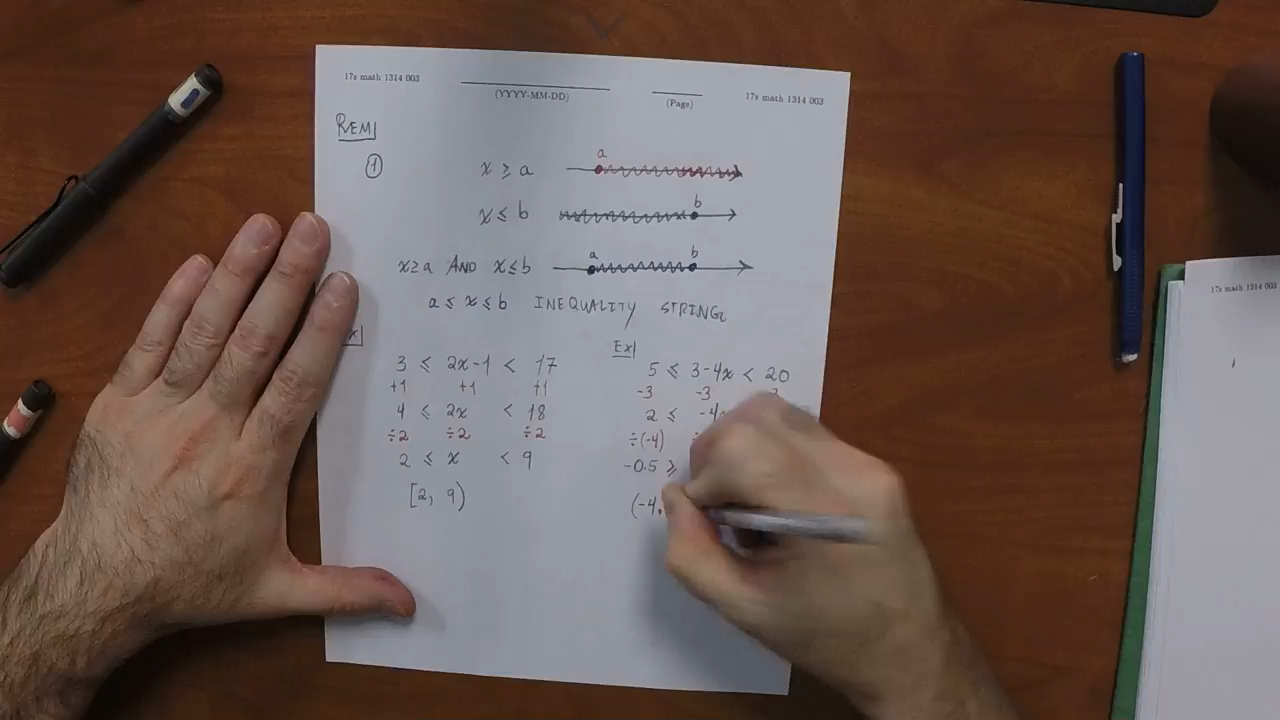 17s math 1314 003
(YYYY-MM-DD)
(Page)
17s math 1314 003
REM
1
x ≥ a
a
x ≤ b
b
x≥a AND x≤b
a b
a ≤ x ≤ b INEQUALITY STRING
3 ≤ 2x-1 < 17
+1 +1 +1
4 ≤ 2x < 18
÷2 ÷2 ÷2
2 ≤ x < 9
[2, 9)
Ex
5 ≤ 3-4x < 20
-3 -3
2 ≤ -4
÷(-4)
-0.5 ≥
(-4,
17s math 1314 003